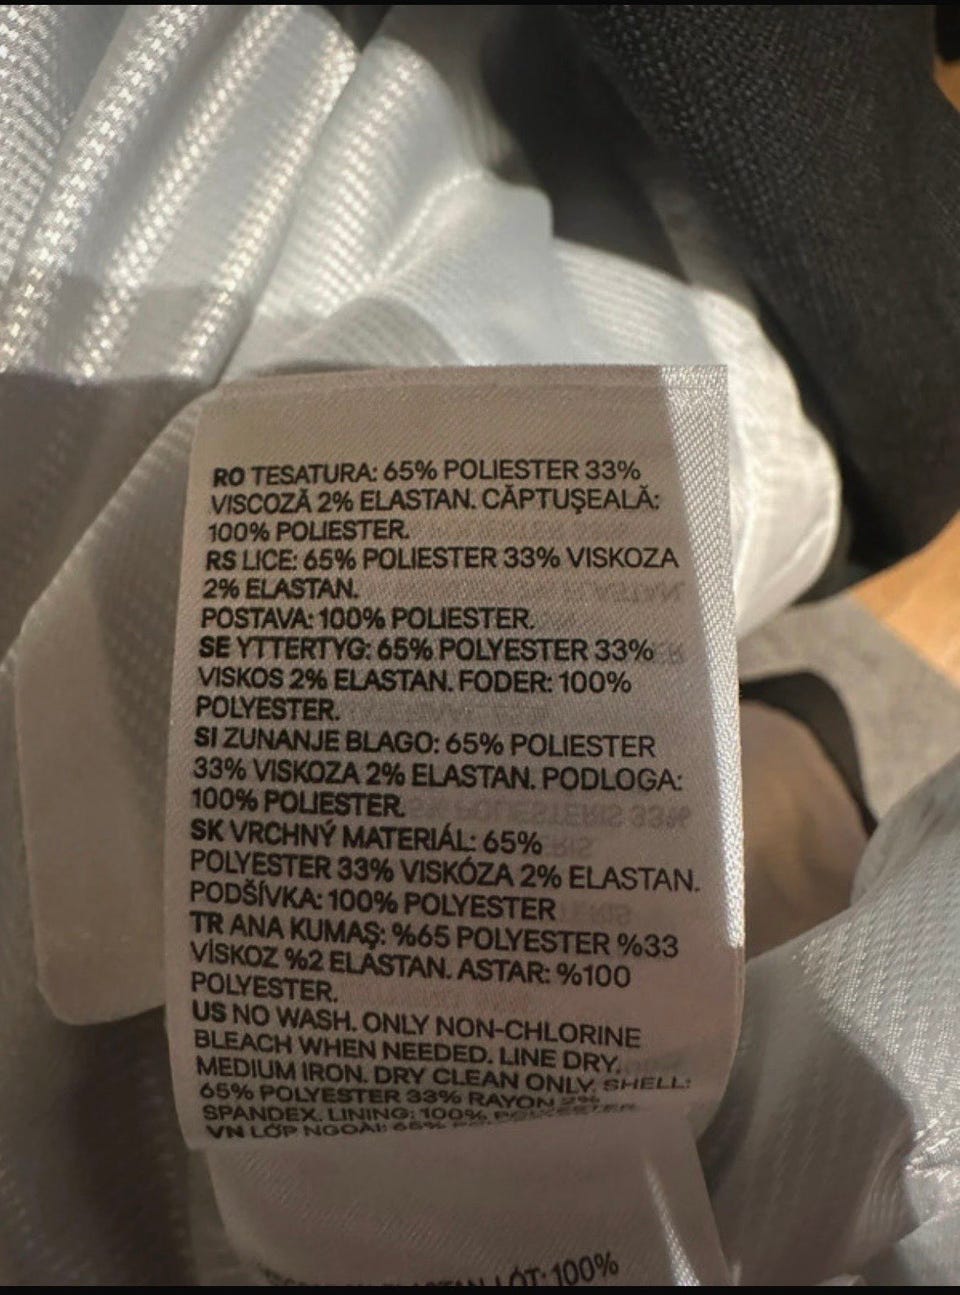 RO TESATURA: 65% POLIESTER 33%
VISCOZĂ 2% ELASTAN. CĂPTUȘEALĂ:
100% POLIESTER.
RS LICE: 65% POLIESTER 33% VISKOZA
2% ELASTAN.
POSTAVA: 100% POLIESTER.
SE YTTERTYG: 65% POLYESTER 33%
VISKOS 2% ELASTAN. FODER: 100%
POLYESTER.
SI ZUNANJE BLAGO: 65% POLIESTER
33% VISKOZA 2% ELASTAN. PODLOGA:
100% POLIESTER.
SK VRCHNÝ MATERIÁL: 65%
POLYESTER 33% VISKÓZA 2% ELASTAN.
PODŠÍVKA: 100% POLYESTER
TR ANA KUMAŞ: %65 POLYESTER %33
VİSKOZ %2 ELASTAN. ASTAR: %100
POLYESTER.
US NO WASH. ONLY NON-CHLORINE
BLEACH WHEN NEEDED. LINE DRY.
MEDIUM IRON. DRY CLEAN ONLY. SHELL:
65% POLYESTER 33% RAYON 2%
SPANDEX. LINING: 100% POLYESTER.
VN LỚP NGOÀI: 65%
ELASTAN LÓT: 100%